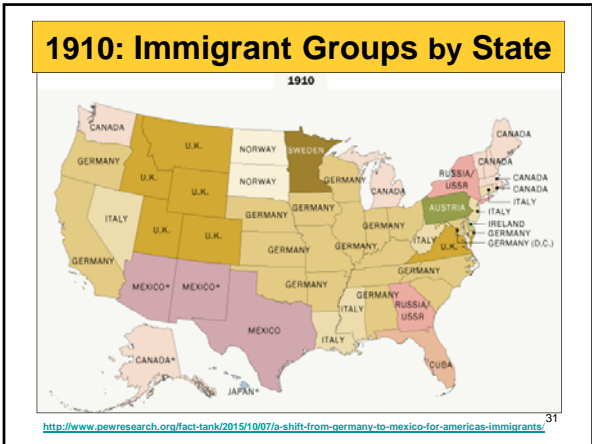 1910: Immigrant Groups by State
1910
CANADA
U.K.
NORWAY
SWEDEN
CANADA
GERMANY
U.K.
NORWAY
GERMANY
CANADA
RUSSIA/
USSR
CANADA
CANADA
CANADA
ITALY
U.K.
GERMANY
GERMANY
AUSTRIA
ITALY
ITALY
U.K.
U.K.
GERMANY
GERMANY
GERMANY
ITALY
U.K.
IRELAND
GERMANY
GERMANY (D.C.)
GERMANY
GERMANY
GERMANY
MEXICO*
MEXICO*
GERMANY
GERMANY
RUSSIA/
USSR
MEXICO
ITALY
ITALY
CANADA*
JAPAN*
CUBA
31
http://www.pewresearch.org/fact-tank/2015/10/07/a-shift-from-germany-to-mexico-for-americas-immigrants/